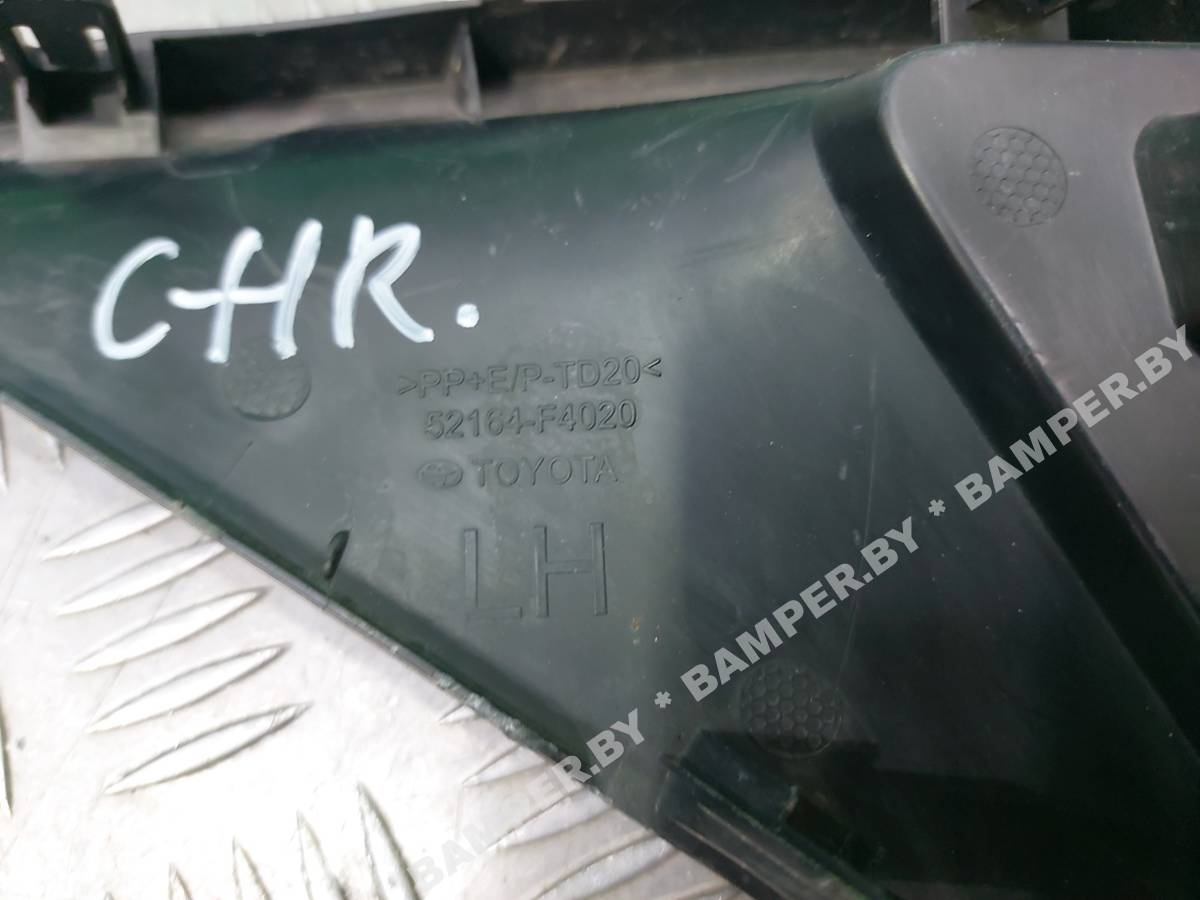 CHR.
>PP+E/P-TD20<
52164-F4020
TOYOTA
LH
BAMPER.BY * BAMPER.BY * BAMPER.BY * BAMPER.BY